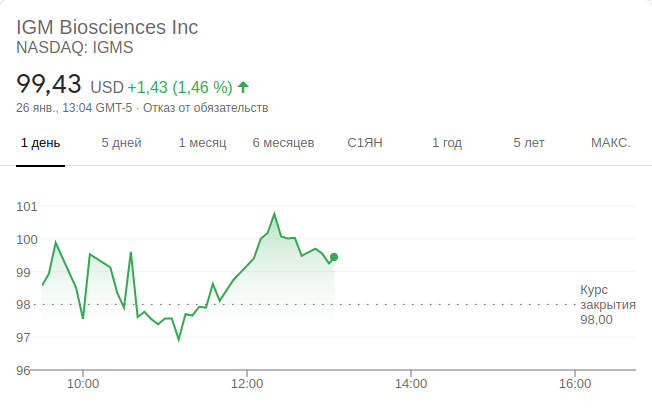 IGM Biosciences Inc
NASDAQ: IGMS
99,43 USD +1,43 (1,46 %)
26 янв., 13:04 GMT-5 · Отказ от обязательств
1 день 5 дней 1 месяц 6 месяцев С1ЯН 1 год 5 лет МАКС.
101
100
99
98
97
96
Курс
закрытия
98,00
10:00 12:00 14:00 16:00